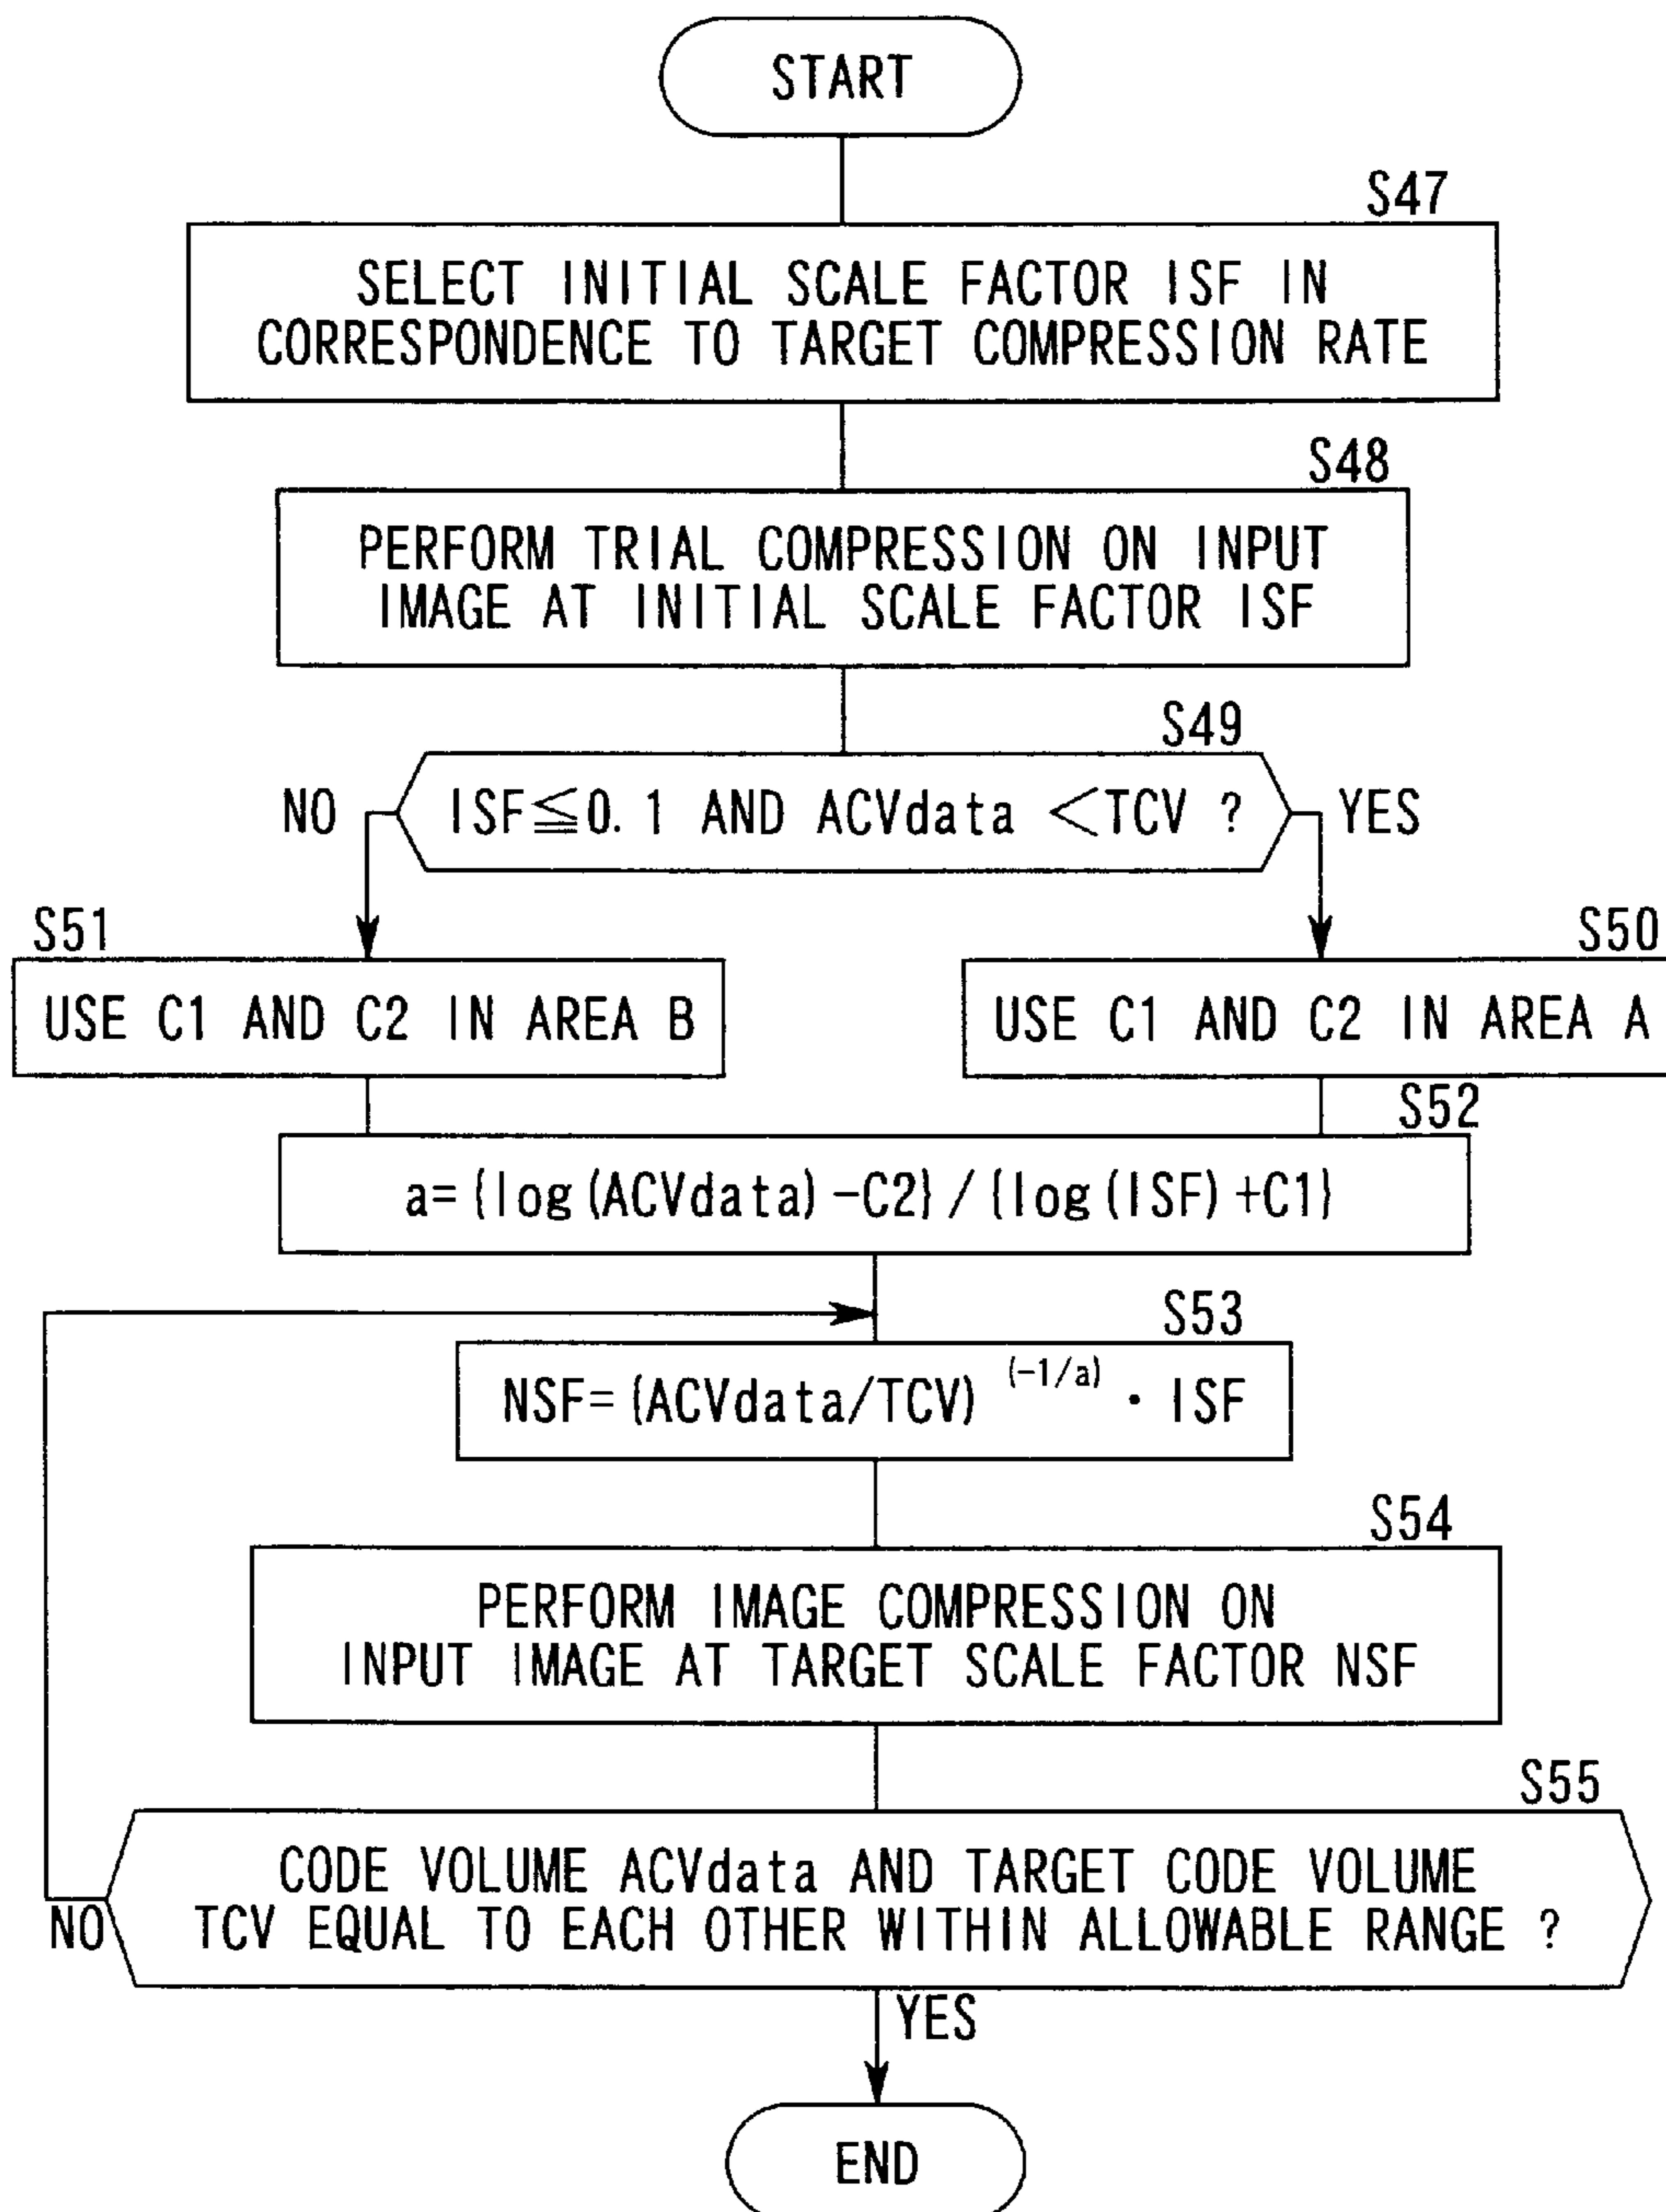 START
S47
SELECT INITIAL SCALE FACTOR ISF IN
CORRESPONDENCE TO TARGET COMPRESSION RATE
S48
PERFORM TRIAL COMPRESSION ON INPUT
IMAGE AT INITIAL SCALE FACTOR ISF
S49
NO
ISF≦0.1 AND ACVdata <TCV ?
YES
S51
USE C1 AND C2 IN AREA B
S50
USE C1 AND C2 IN AREA A
S52
a={log(ACVdata)-C2}/{log(ISF)+C1}
S53
NSF=(ACVdata/TCV)^(-1/a)・ISF
S54
PERFORM IMAGE COMPRESSION ON
INPUT IMAGE AT TARGET SCALE FACTOR NSF
S55
CODE VOLUME ACVdata AND TARGET CODE VOLUME
TCV EQUAL TO EACH OTHER WITHIN ALLOWABLE RANGE ?
NO
YES
END